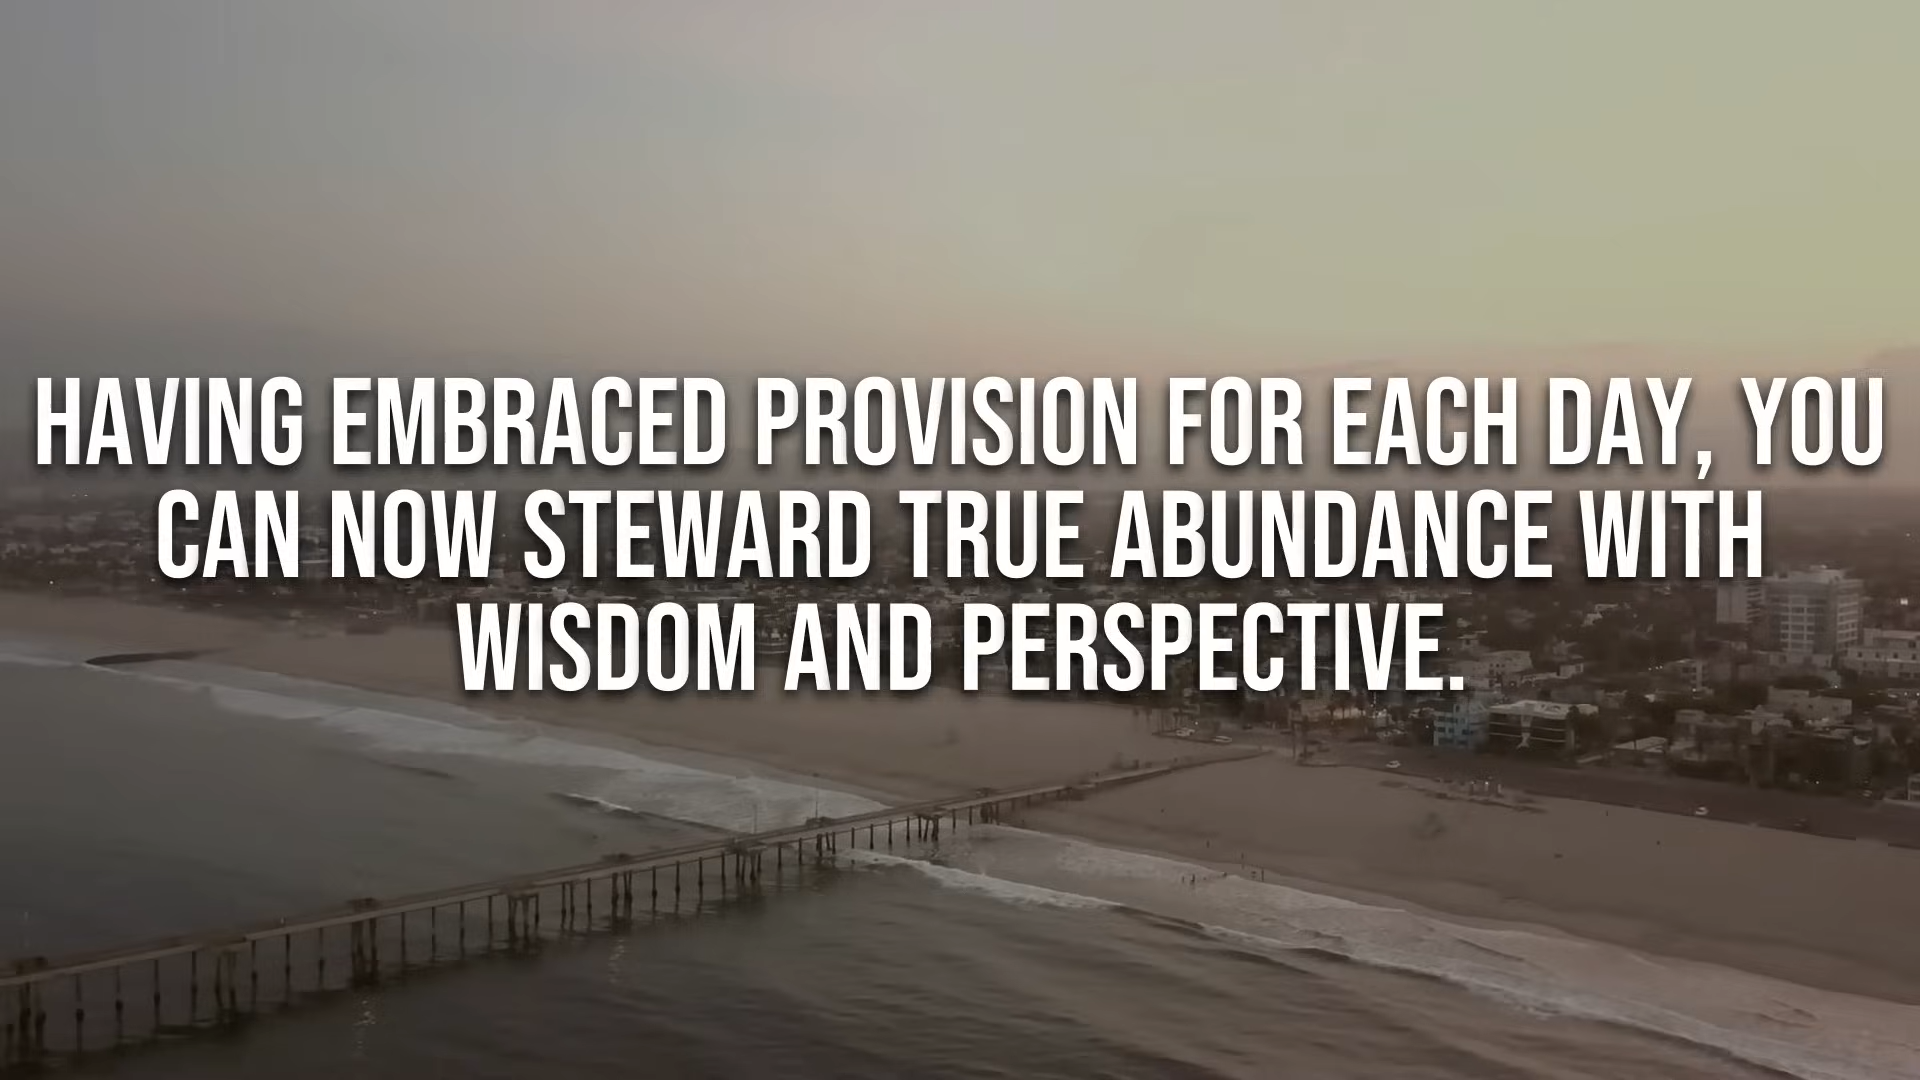 HAVING EMBRACED PROVISION FOR EACH DAY, YOU
CAN NOW STEWARD TRUE ABUNDANCE WITH
WISDOM AND PERSPECTIVE.